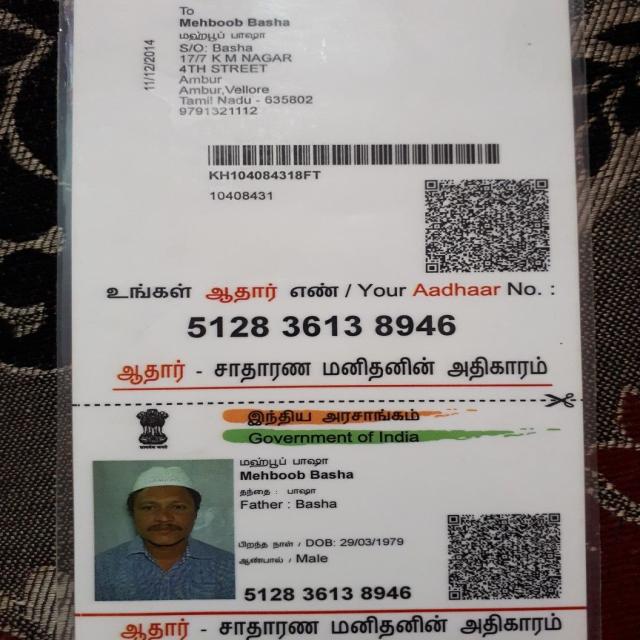 To
Mehboob Basha
மஹ்பூப் பாஷா
S/O: Basha
17/7 K M NAGAR
4TH STREET
Ambur
Ambur,Vellore
Tamil Nadu - 635802
9791321112
11/12/2014
KH104084318FT
10408431
உங்கள் ஆதார் எண் / Your Aadhaar No. :
5128 3613 8946
ஆதார் - சாதாரண மனிதனின் அதிகாரம்
இந்திய அரசாங்கம்
Government of India
மஹ்பூப் பாஷா
Mehboob Basha
தந்தை : பாஷா
Father : Basha
பிறந்த நாள் / DOB: 29/03/1979
ஆண்பால் / Male
5128 3613 8946
ஆதார் - சாதாரண மனிதனின் அதிகாரம்